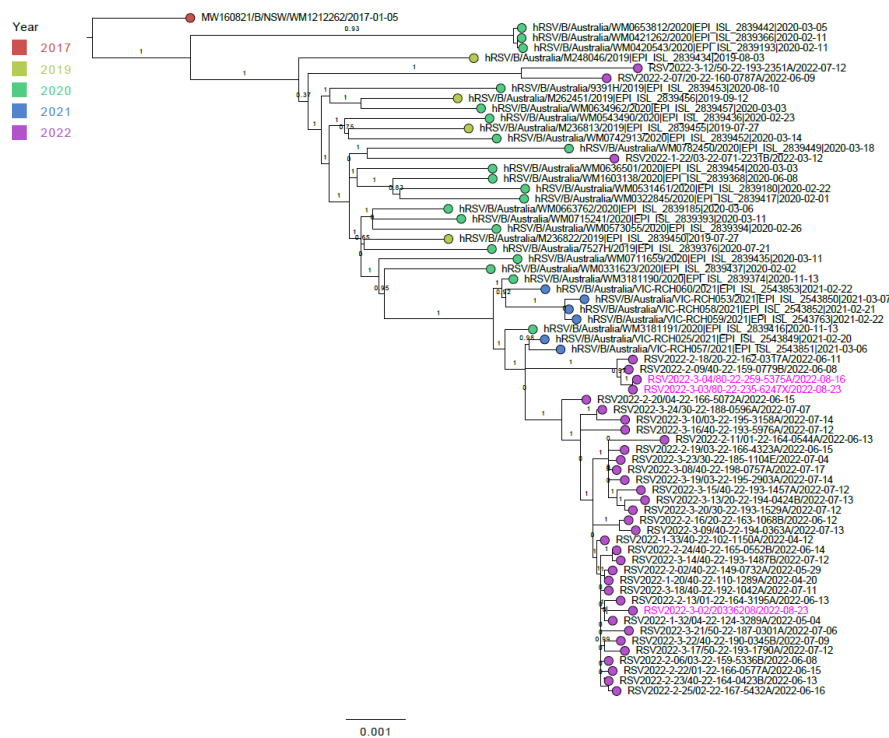 MW160821/B/NSW/WM1212262/2017-01-05
Year
2017
2019
2020
2021
2022
hRSV/B/Australia/WM0653812/2020|EPI_ISL_2839442|2020-03-05
0.93
hRSV/B/Australia/WM0421262/2020|EPI_ISL_2839366|2020-02-11
hRSV/B/Australia/WM0420543/2020|EPI_ISL_2839193|2020-02-11
hRSV/B/Australia/M248046/2019|EPI_ISL_2839434|2019-08-03
RSV2022-3-12/50-22-193-2351A/2022-07-12
RSV2022-2-07/20-22-160-0787A/2022-06-09
hRSV/B/Australia/9391H/2019|EPI_ISL_2839453|2020-08-10
0.37
hRSV/B/Australia/M262451/2019|EPI_ISL_2839456|2019-09-12
hRSV/B/Australia/WM0634962/2020|EPI_ISL_2839457|2020-03-03
hRSV/B/Australia/WM0543490/2020|EPI_ISL_2839436|2020-02-23
0.75
hRSV/B/Australia/M236813/2019|EPI_ISL_2839455|2019-07-27
hRSV/B/Australia/WM0742913/2020|EPI_ISL_2839452|2020-03-14
hRSV/B/Australia/WM0782450/2020|EPI_ISL_2839449|2020-03-18
RSV2022-1-22/03-22-071-2231B/2022-03-12
hRSV/B/Australia/WM0636501/2020|EPI_ISL_2839454|2020-03-03
hRSV/B/Australia/WM1603138/2020|EPI_ISL_2839368|2020-06-08
0.83
hRSV/B/Australia/WM0531461/2020|EPI_ISL_2839180|2020-02-22
hRSV/B/Australia/WM0322845/2020|EPI_ISL_2839417|2020-02-01
hRSV/B/Australia/WM0663762/2020|EPI_ISL_2839185|2020-03-06
hRSV/B/Australia/WM0715241/2020|EPI_ISL_2839393|2020-03-11
hRSV/B/Australia/WM0573055/2020|EPI_ISL_2839394|2020-02-26
0.65
hRSV/B/Australia/M236822/2019|EPI_ISL_2839450|2019-07-27
hRSV/B/Australia/7527H/2019|EPI_ISL_2839376|2020-07-21
hRSV/B/Australia/WM0711659/2020|EPI_ISL_2839435|2020-03-11
hRSV/B/Australia/WM0331623/2020|EPI_ISL_2839437|2020-02-02
hRSV/B/Australia/WM3181190/2020|EPI_ISL_2839374|2020-11-13
0.95
0.92
hRSV/B/Australia/VIC-RCH060/2021|EPI_ISL_2543853|2021-02-22
hRSV/B/Australia/VIC-RCH053/2021|EPI_ISL_2543850|2021-03-07
hRSV/B/Australia/VIC-RCH058/2021|EPI_ISL_2543852|2021-02-21
hRSV/B/Australia/VIC-RCH059/2021|EPI_ISL_2543763|2021-02-22
hRSV/B/Australia/WM3181191/2020|EPI_ISL_2839416|2020-11-13
0.98
hRSV/B/Australia/VIC-RCH025/2021|EPI_ISL_2543849|2021-02-20
hRSV/B/Australia/VIC-RCH057/2021|EPI_ISL_2543851|2021-03-06
RSV2022-2-18/20-22-162-0317A/2022-06-11
RSV2022-2-09/40-22-159-0779B/2022-06-08
RSV2022-3-04/80-22-259-5375A/2022-08-16
RSV2022-3-03/80-22-235-6247X/2022-08-23
RSV2022-2-20/04-22-166-5072A/2022-06-15
RSV2022-3-24/30-22-188-0596A/2022-07-07
RSV2022-3-10/03-22-195-3158A/2022-07-14
RSV2022-3-16/40-22-193-5976A/2022-07-12
RSV2022-2-11/01-22-164-0544A/2022-06-13
RSV2022-2-19/03-22-166-4323A/2022-06-15
RSV2022-3-23/30-22-185-1104E/2022-07-04
RSV2022-3-08/40-22-198-0757A/2022-07-17
RSV2022-3-19/03-22-195-2903A/2022-07-14
RSV2022-3-15/40-22-193-1457A/2022-07-12
RSV2022-3-13/20-22-194-0424B/2022-07-13
RSV2022-3-20/30-22-193-1529A/2022-07-12
RSV2022-2-16/20-22-163-1068B/2022-06-12
RSV2022-3-09/40-22-194-0363A/2022-07-13
RSV2022-1-33/40-22-102-1150A/2022-04-12
RSV2022-2-24/40-22-165-0552B/2022-06-14
RSV2022-3-14/40-22-193-1487B/2022-07-12
RSV2022-2-02/40-22-149-0732A/2022-05-29
RSV2022-1-20/40-22-110-1289A/2022-04-20
RSV2022-3-18/40-22-192-1042A/2022-07-11
RSV2022-2-13/01-22-164-3195A/2022-06-13
RSV2022-3-02/20336208/2022-08-23
RSV2022-1-32/04-22-124-3289A/2022-05-04
RSV2022-3-21/50-22-187-0301A/2022-07-06
0.99
RSV2022-3-22/40-22-190-0345B/2022-07-09
RSV2022-3-17/50-22-193-1790A/2022-07-12
RSV2022-2-06/03-22-159-5336B/2022-06-08
RSV2022-2-22/01-22-166-0577A/2022-06-15
RSV2022-2-23/40-22-164-0423B/2022-06-13
RSV2022-2-25/02-22-167-5432A/2022-06-16
0.001